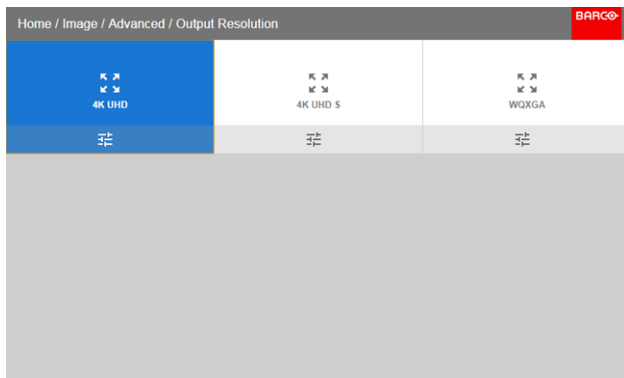 Home / Image / Advanced / Output Resolution
BARCO
4K UHD
4K UHD S
WQXGA